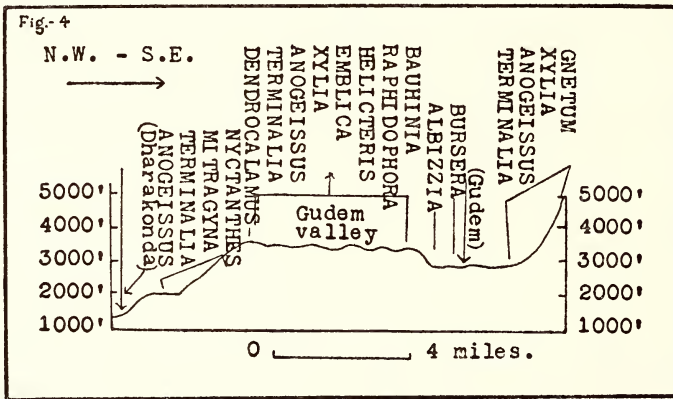 Fig.- 4
N.W. - S.E.
(Dharakonda)
ANOGEISSUS
TERMINALIA
MITRAGYNA
NYCTANTHES
DENDROCALAMUS-
TERMINALIA
ANOGEISSUS
XYLIA
EMBLICA
HELICTERIS
RAPHIDOPHORA
BAUHINIA
ALBIZZIA
BURSERA
(Gudem)
TERMINALIA
ANOGEISSUS
XYLIA
GNETUM
Gudem
valley
5000'
4000'
3000'
2000'
1000'
5000'
4000'
3000'
2000'
1000'
0 4 miles.